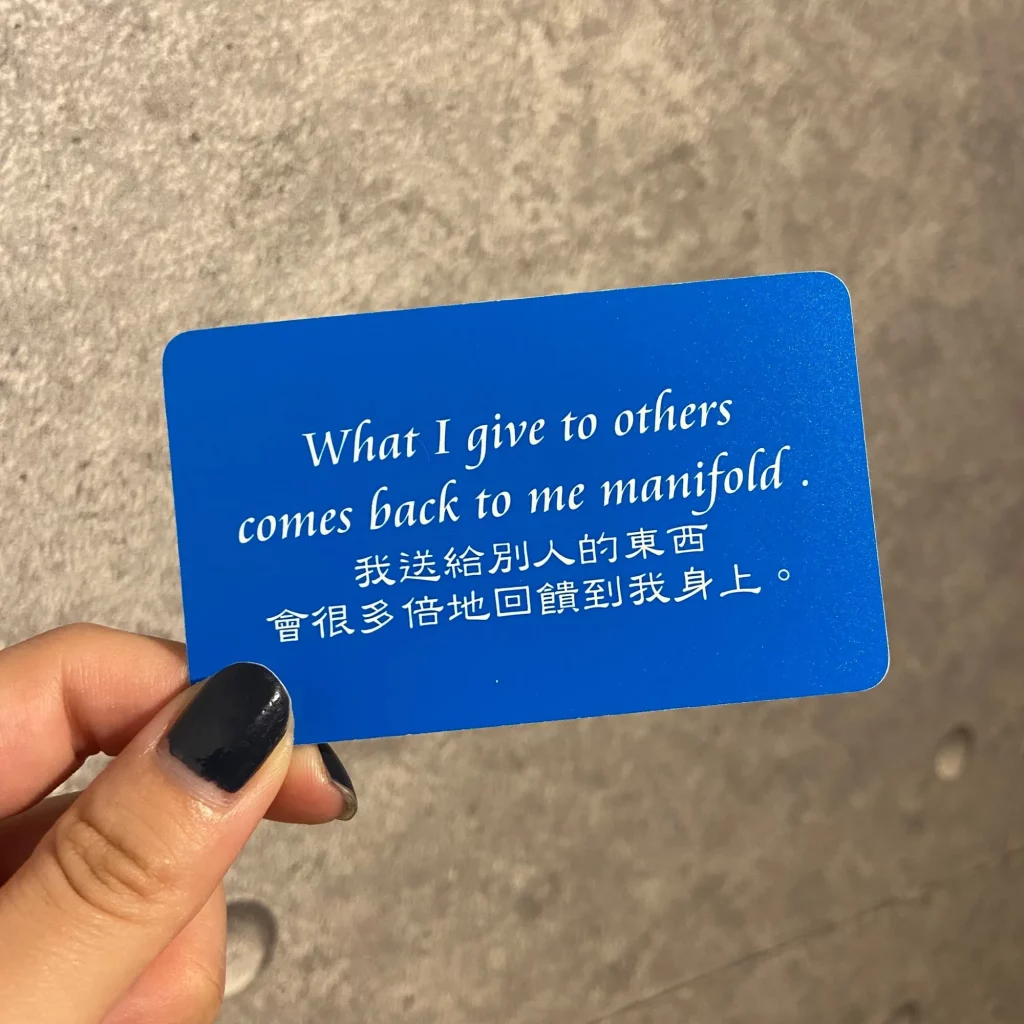 What I give to others
comes back to me manifold .
我送給別人的東西
會很多倍地回饋到我身上。